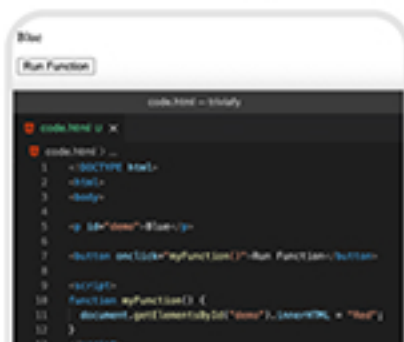 Blue
Run Function
code.html — triviafy
code.html U ×
code.html > ...
1 <!DOCTYPE html>
2 <html>
3 <body>
4
5 <p id="demo">Blue</p>
6
7 <button onclick="myFunction()">Run Function</button>
8
9 <script>
10 function myFunction() {
11 document.getElementsById("demo").innerHTML = "Red";
12 }